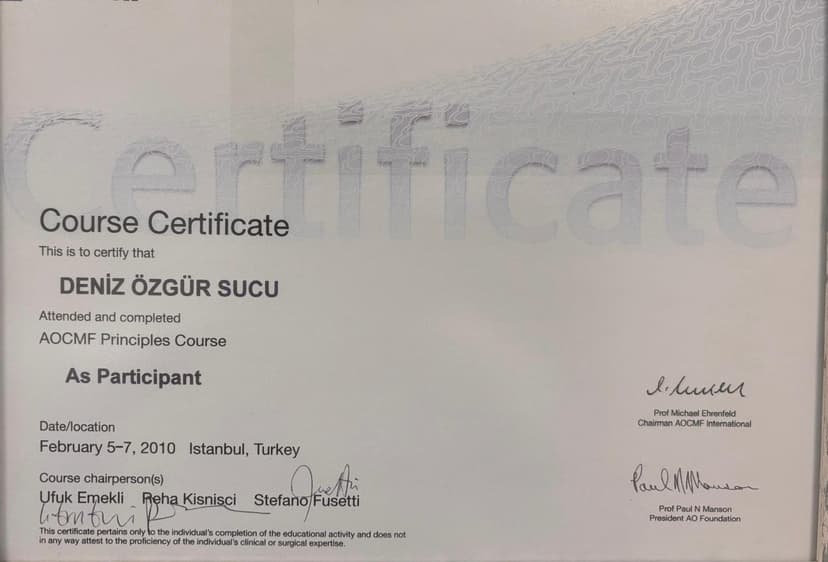 Certificate
Course Certificate
This is to certify that
DENİZ ÖZGÜR SUCU
Attended and completed
AOCMF Principles Course
As Participant
Date/location
February 5-7, 2010 Istanbul, Turkey
Course chairperson(s)
Ufuk Emekli Reha Kisnisci Stefano Fusetti
This certificate pertains only to the individual's completion of the educational activity and does not
in any way attest to the proficiency of the individual's clinical or surgical expertise.
Prof Michael Ehrenfeld
Chairman AOCMF International
Paul N Manson
Prof Paul N Manson
President AO Foundation